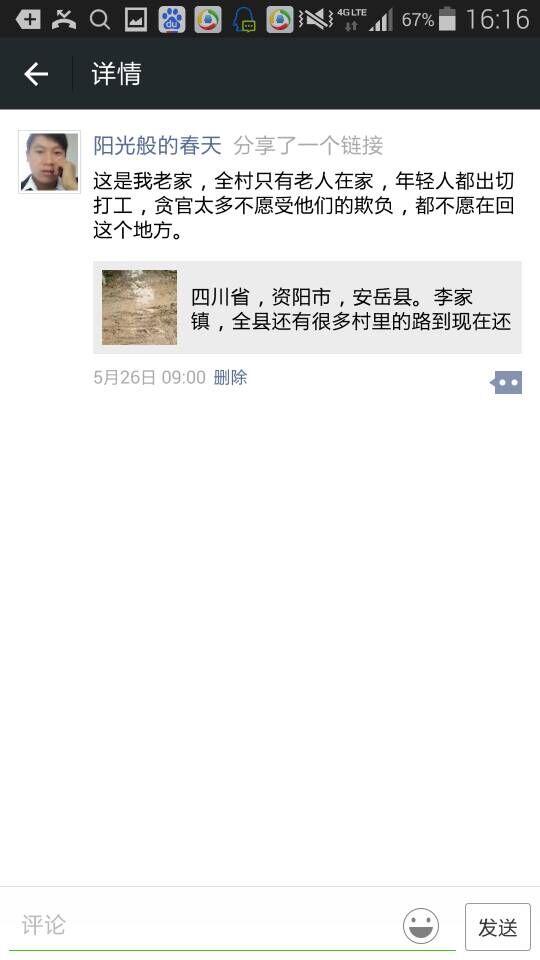 4G LTE
67%
16:16
详情
阳光般的春天 分享了一个链接
这是我老家，全村只有老人在家，年轻人都出切
打工，贪官太多不愿受他们的欺负，都不愿在回
这个地方。
四川省，资阳市，安岳县。李家
镇，全县还有很多村里的路到现在还
5月26日 09:00 删除
评论
发送